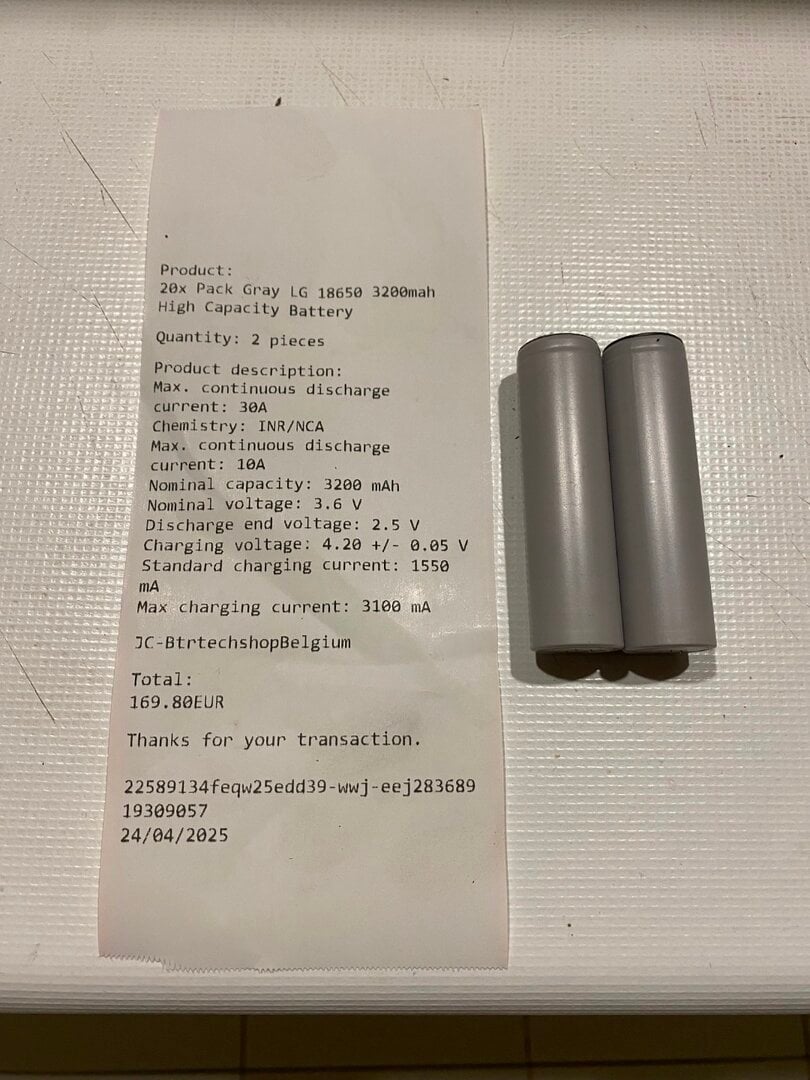 Product:
20x Pack Gray LG 18650 3200mah
High Capacity Battery
Quantity: 2 pieces
Product description:
Max. continuous discharge
current: 30A
Chemistry: INR/NCA
Max. continuous discharge
current: 10A
Nominal capacity: 3200 mAh
Nominal voltage: 3.6 V
Discharge end voltage: 2.5 V
Charging voltage: 4.20 +/- 0.05 V
Standard charging current: 1550
mA
Max charging current: 3100 mA
JC-BtrtechshopBelgium
Total:
169.80EUR
Thanks for your transaction.
22589134feqw25edd39-wwj-eej283689
19309057
24/04/2025